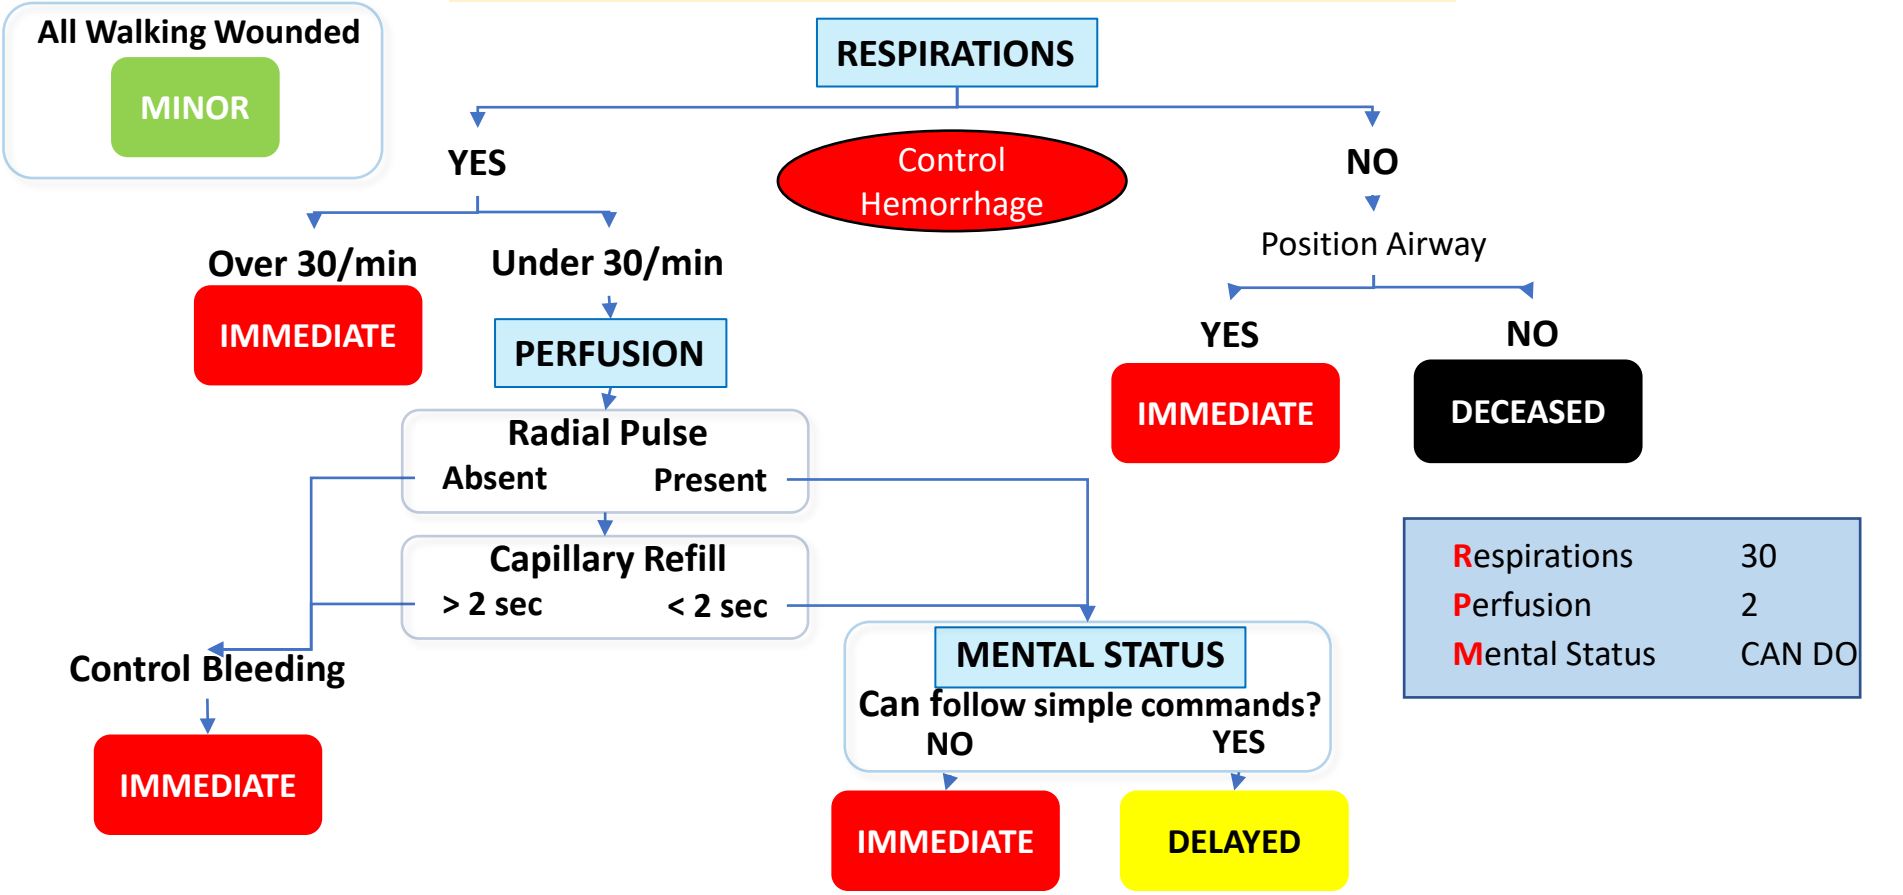 All Walking Wounded
MINOR
RESPIRATIONS
Control
Hemorrhage
YES
NO
Over 30/min
Under 30/min
IMMEDIATE
Position Airway
YES
NO
IMMEDIATE
DECEASED
PERFUSION
Radial Pulse
Absent
Present
Capillary Refill
> 2 sec
< 2 sec
Control Bleeding
IMMEDIATE
MENTAL STATUS
Can follow simple commands?
NO
YES
IMMEDIATE
DELAYED
Respirations 30
Perfusion 2
Mental Status CAN DO